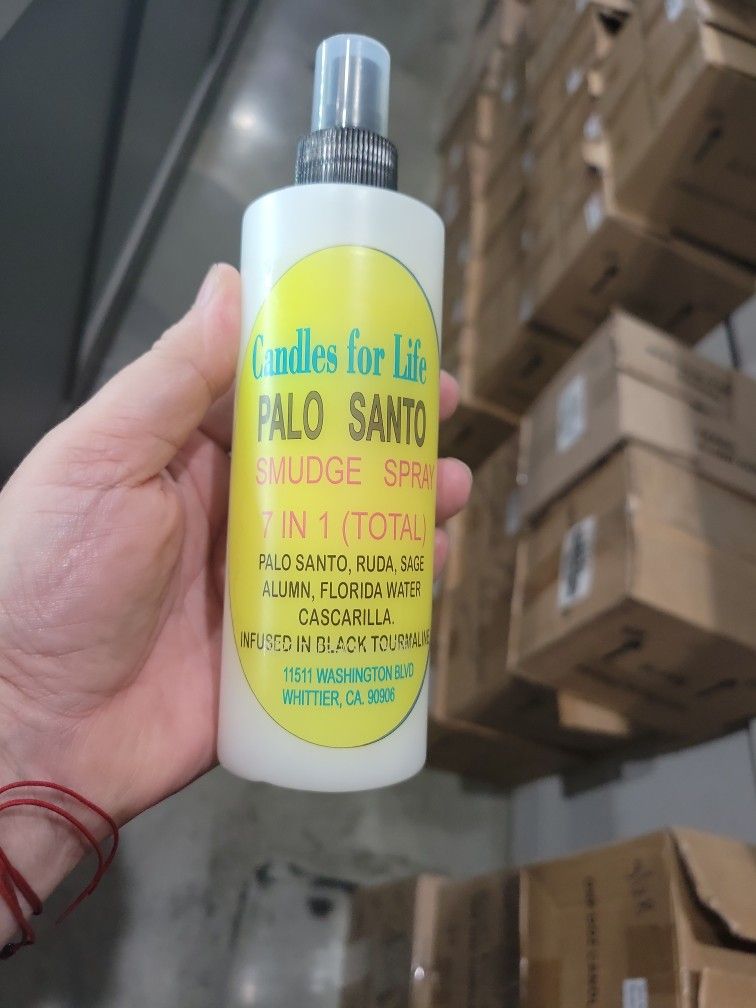 Candles for Life
PALO SANTO
SMUDGE SPRAY
7 IN 1 (TOTAL)
PALO SANTO, RUDA, SAGE
ALUMN, FLORIDA WATER
CASCARILLA.
INFUSED IN BLACK TOURMALINE
11511 WASHINGTON BLVD
WHITTIER, CA. 90906